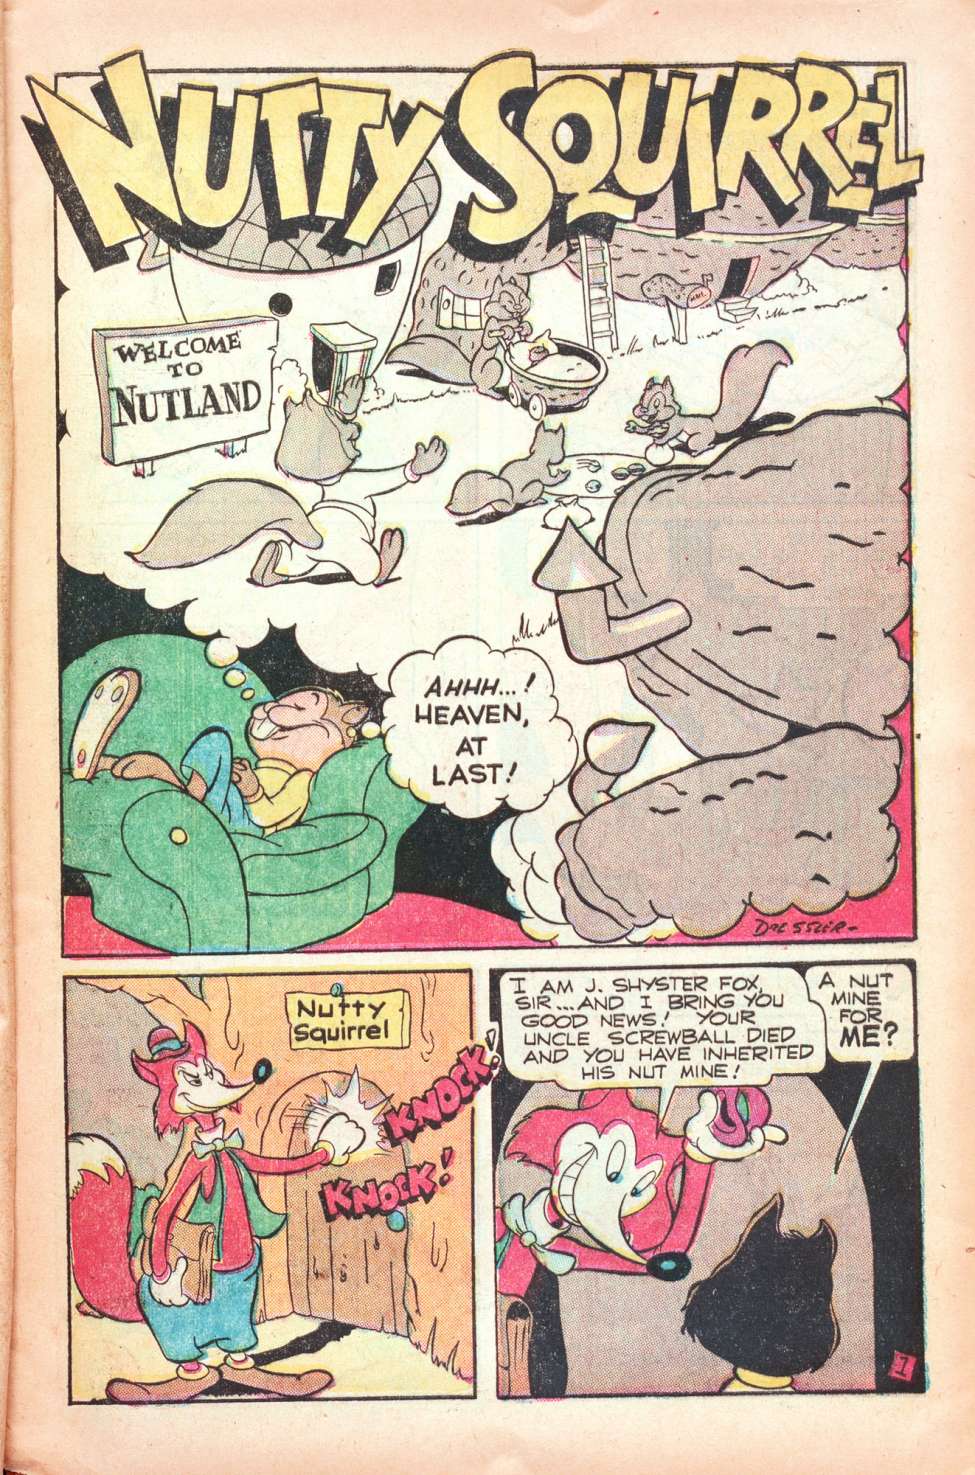 NUTTY SQUIRREL
WELCOME
TO
NUTLAND
MAIL
AHHH...!
HEAVEN,
AT
LAST!
DRESSLER-
Nutty
Squirrel
KNOCK!
KNOCK!
I AM J. SHYSTER FOX,
SIR...AND I BRING YOU
GOOD NEWS! YOUR
UNCLE SCREWBALL DIED
AND YOU HAVE INHERITED
HIS NUT MINE!
A NUT
MINE
FOR
ME?
1